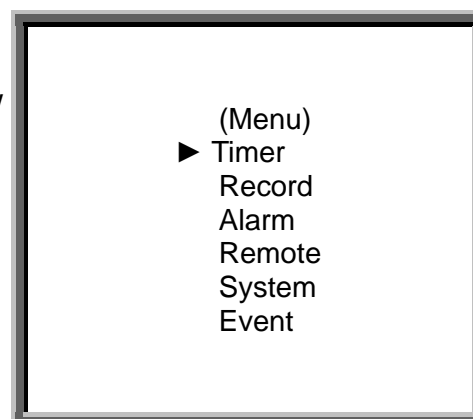 (Menu)
► Timer
Record
Alarm
Remote
System
Event